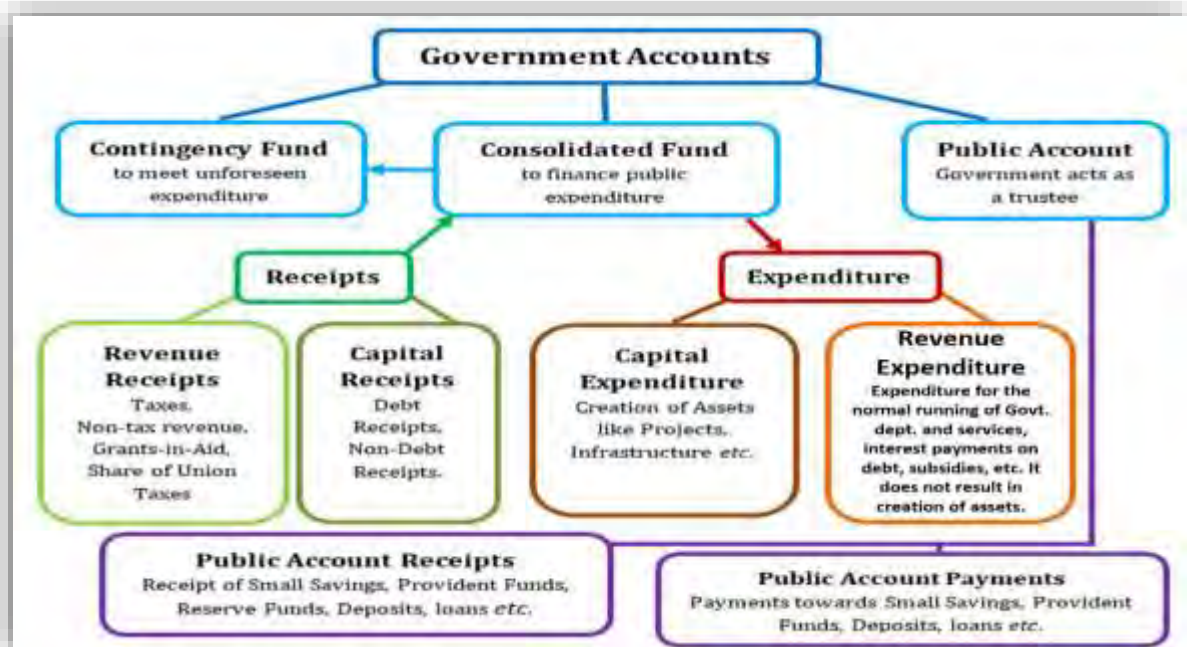 Government Accounts
Contingency Fund
to meet unforeseen
expenditure
Consolidated Fund
to finance public
expenditure
Public Account
Government acts as
a trustee
Receipts
Expenditure
Revenue
Receipts
Taxes,
Non-tax revenue,
Grants-in-Aid,
Share of Union
Taxes
Capital
Receipts
Debt
Receipts,
Non-Debt
Receipts.
Capital
Expenditure
Creation of Assets
like Projects,
Infrastructure etc.
Revenue
Expenditure
Expenditure for the
normal running of Govt.
dept. and services,
interest payments on
debt, subsidies, etc. It
does not result in
creation of assets.
Public Account Receipts
Receipt of Small Savings, Provident Funds,
Reserve Funds, Deposits, loans etc.
Public Account Payments
Payments towards Small Savings, Provident
Funds, Deposits, loans etc.